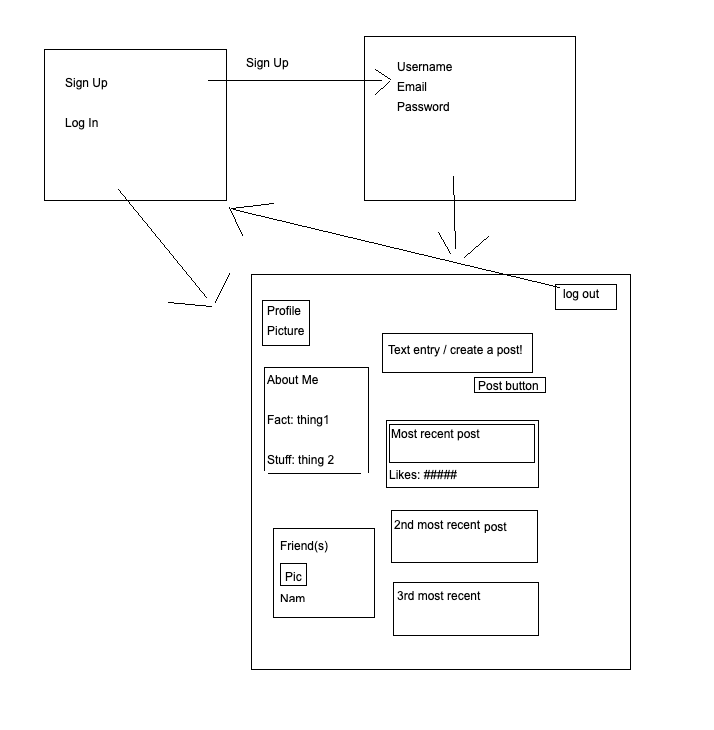 Sign Up
Log In
Sign Up
Username
Email
Password
log out
Profile
Picture
About Me
Fact: thing1
Stuff: thing 2
Friend(s)
Pic
Nam
Text entry / create a post!
Post button
Most recent post
Likes: #####
2nd most recent post
3rd most recent